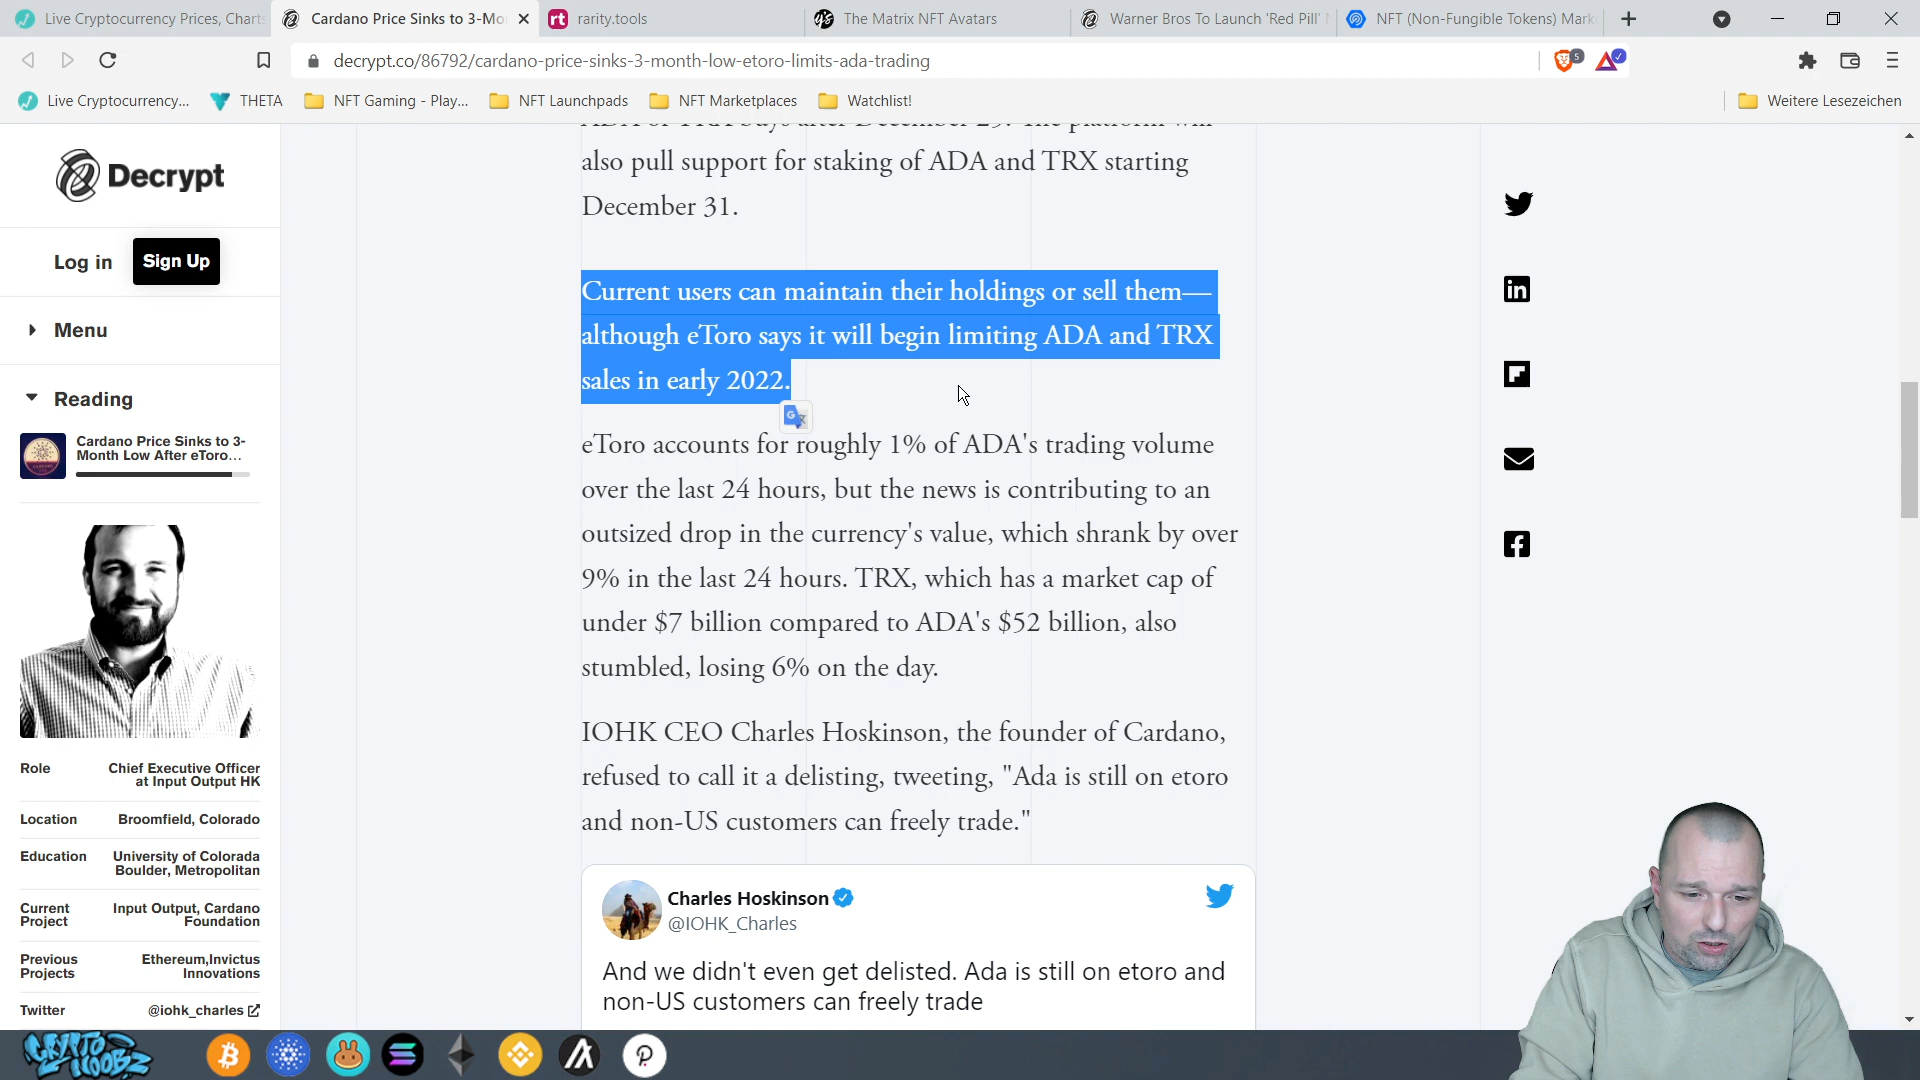 Live Cryptocurrency Prices, Charts
Cardano Price Sinks to 3-Mo
rarity.tools
The Matrix NFT Avatars
Warner Bros To Launch 'Red Pill'
NFT (Non-Fungible Tokens) Mark
decrypt.co/86792/cardano-price-sinks-3-month-low-etoro-limits-ada-trading
5
Live Cryptocurrency...
THETA
NFT Gaming - Play...
NFT Launchpads
NFT Marketplaces
Watchlist!
Weitere Lesezeichen
Decrypt
Log in
Sign Up
Menu
Reading
Cardano Price Sinks to 3-
Month Low After eToro...
Role
Chief Executive Officer
at Input Output HK
Location
Broomfield, Colorado
Education
University of Colorada
Boulder, Metropolitan
Current
Project
Input Output, Cardano
Foundation
Previous
Projects
Ethereum,Invictus
Innovations
Twitter
@iohk_charles
also pull support for staking of ADA and TRX starting
December 31.
Current users can maintain their holdings or sell them—
although eToro says it will begin limiting ADA and TRX
sales in early 2022.
eToro accounts for roughly 1% of ADA's trading volume
over the last 24 hours, but the news is contributing to an
outsized drop in the currency's value, which shrank by over
9% in the last 24 hours. TRX, which has a market cap of
under $7 billion compared to ADA's $52 billion, also
stumbled, losing 6% on the day.
IOHK CEO Charles Hoskinson, the founder of Cardano,
refused to call it a delisting, tweeting, "Ada is still on etoro
and non-US customers can freely trade."
Charles Hoskinson
@IOHK_Charles
And we didn't even get delisted. Ada is still on etoro and
non-US customers can freely trade
CRYPTO
NOOBZ